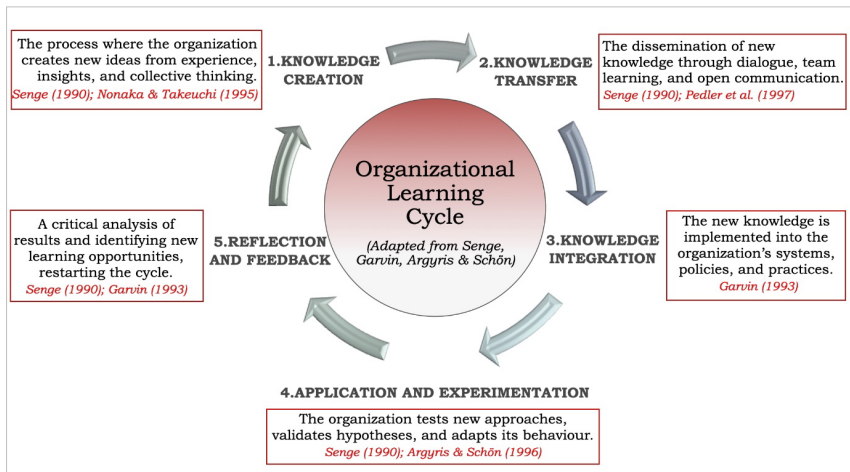 The process where the organization
creates new ideas from experience,
insights, and collective thinking.
Senge (1990); Nonaka & Takeuchi (1995)
1.KNOWLEDGE
CREATION
2.KNOWLEDGE
TRANSFER
The dissemination of new
knowledge through dialogue, team
learning, and open communication.
Senge (1990); Pedler et al. (1997)
Organizational
Learning
Cycle
(Adapted from Senge,
Garvin, Argyris & Schön)
A critical analysis of
results and identifying new
learning opportunities,
restarting the cycle.
Senge (1990); Garvin (1993)
5.REFLECTION
AND FEEDBACK
3.KNOWLEDGE
INTEGRATION
The new knowledge is
implemented into the
organization’s systems,
policies, and practices.
Garvin (1993)
4.APPLICATION AND EXPERIMENTATION
The organization tests new approaches,
validates hypotheses, and adapts its behaviour.
Senge (1990); Argyris & Schön (1996)